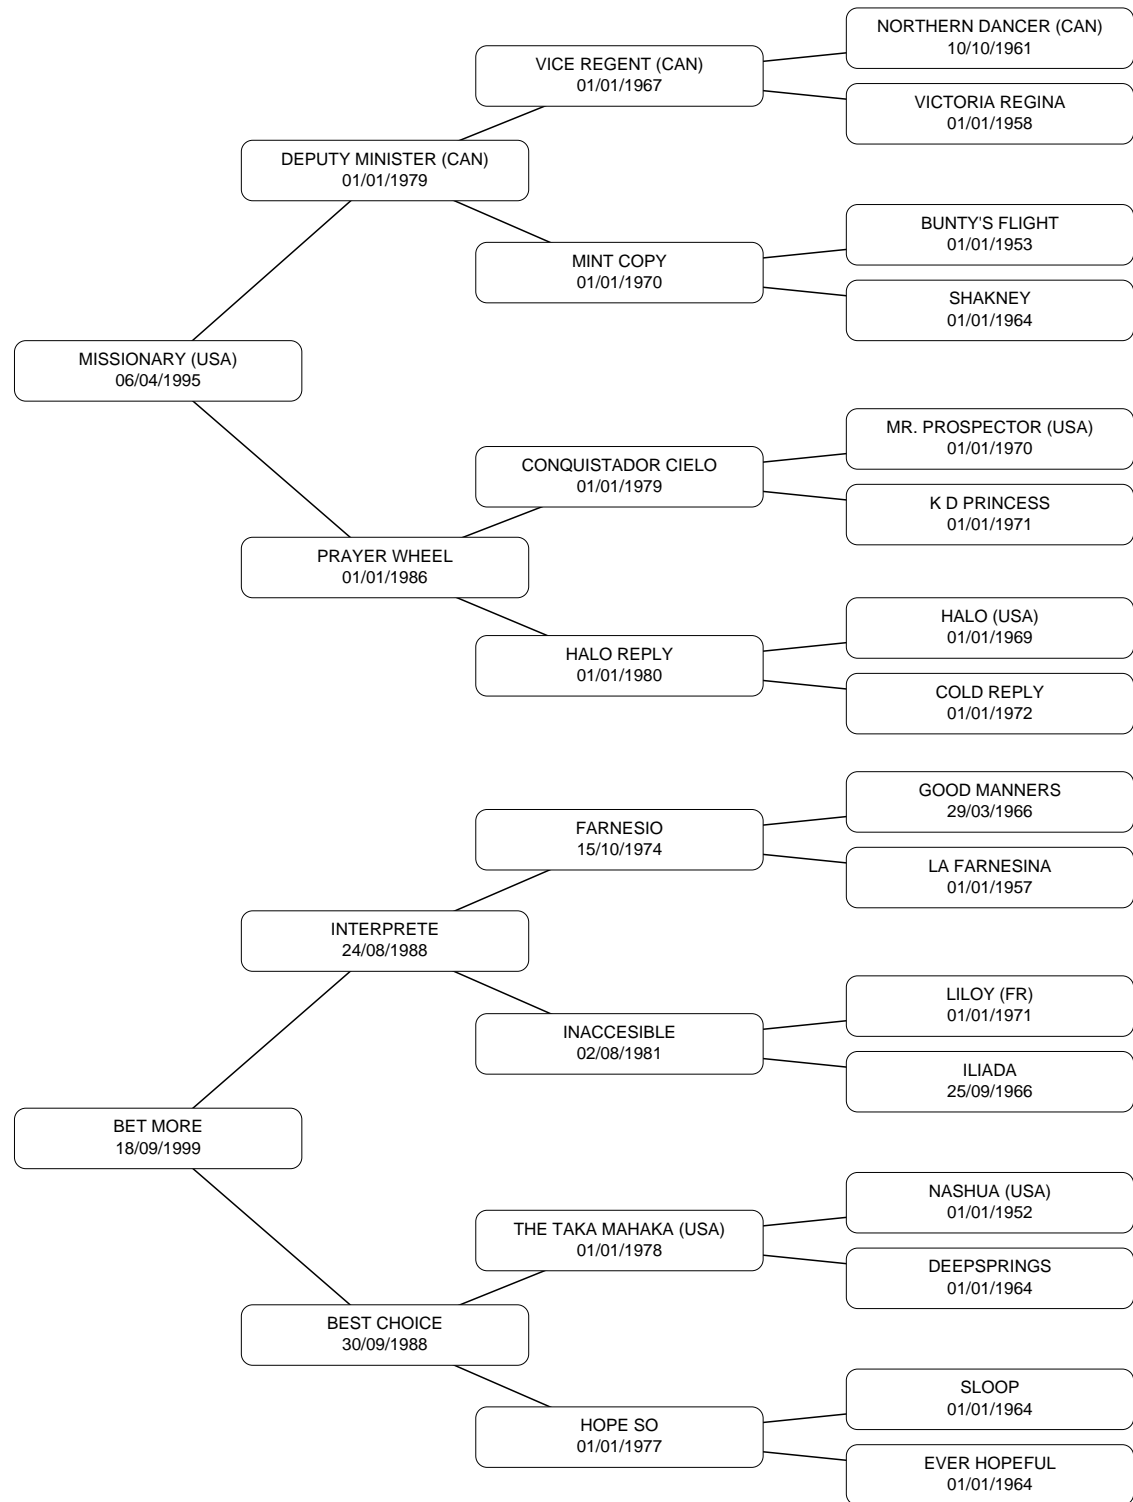 NORTHERN DANCER (CAN)
10/10/1961
VICE REGENT (CAN)
01/01/1967
VICTORIA REGINA
01/01/1958
DEPUTY MINISTER (CAN)
01/01/1979
BUNTY'S FLIGHT
01/01/1953
MINT COPY
01/01/1970
SHAKNEY
01/01/1964
MISSIONARY (USA)
06/04/1995
MR. PROSPECTOR (USA)
01/01/1970
CONQUISTADOR CIELO
01/01/1979
K D PRINCESS
01/01/1971
PRAYER WHEEL
01/01/1986
HALO (USA)
01/01/1969
HALO REPLY
01/01/1980
COLD REPLY
01/01/1972
GOOD MANNERS
29/03/1966
FARNESIO
15/10/1974
LA FARNESINA
01/01/1957
INTERPRETE
24/08/1988
LILOY (FR)
01/01/1971
INACCESIBLE
02/08/1981
ILIADA
25/09/1966
BET MORE
18/09/1999
NASHUA (USA)
01/01/1952
THE TAKA MAHAKA (USA)
01/01/1978
DEEPSPRINGS
01/01/1964
BEST CHOICE
30/09/1988
SLOOP
01/01/1964
HOPE SO
01/01/1977
EVER HOPEFUL
01/01/1964